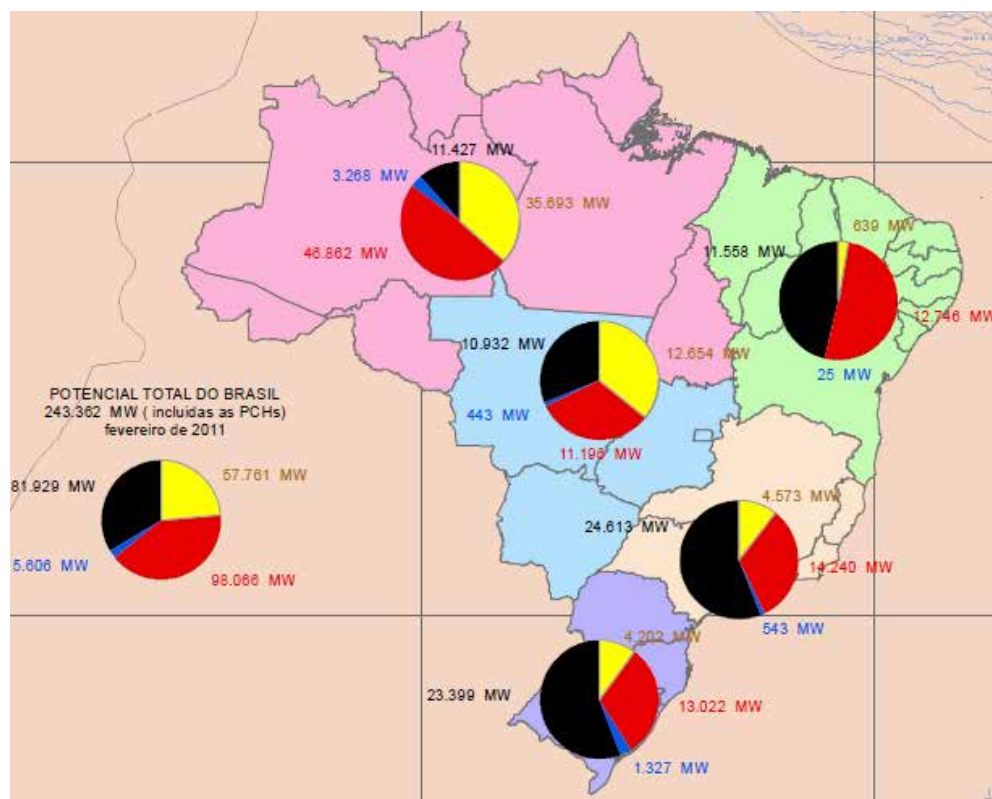 11.427 MW
3.268 MW
35.693 MW
46.862 MW
639 MW
11.558 MW
12.746 MW
25 MW
10.932 MW
12.654 MW
443 MW
11.196 MW
POTENCIAL TOTAL DO BRASIL
243.362 MW ( incluidas as PCHs)
fevereiro de 2011
81.929 MW
57.761 MW
5.606 MW
98.066 MW
4.573 MW
24.613 MW
14.240 MW
543 MW
4.202 MW
23.399 MW
13.022 MW
1.327 MW